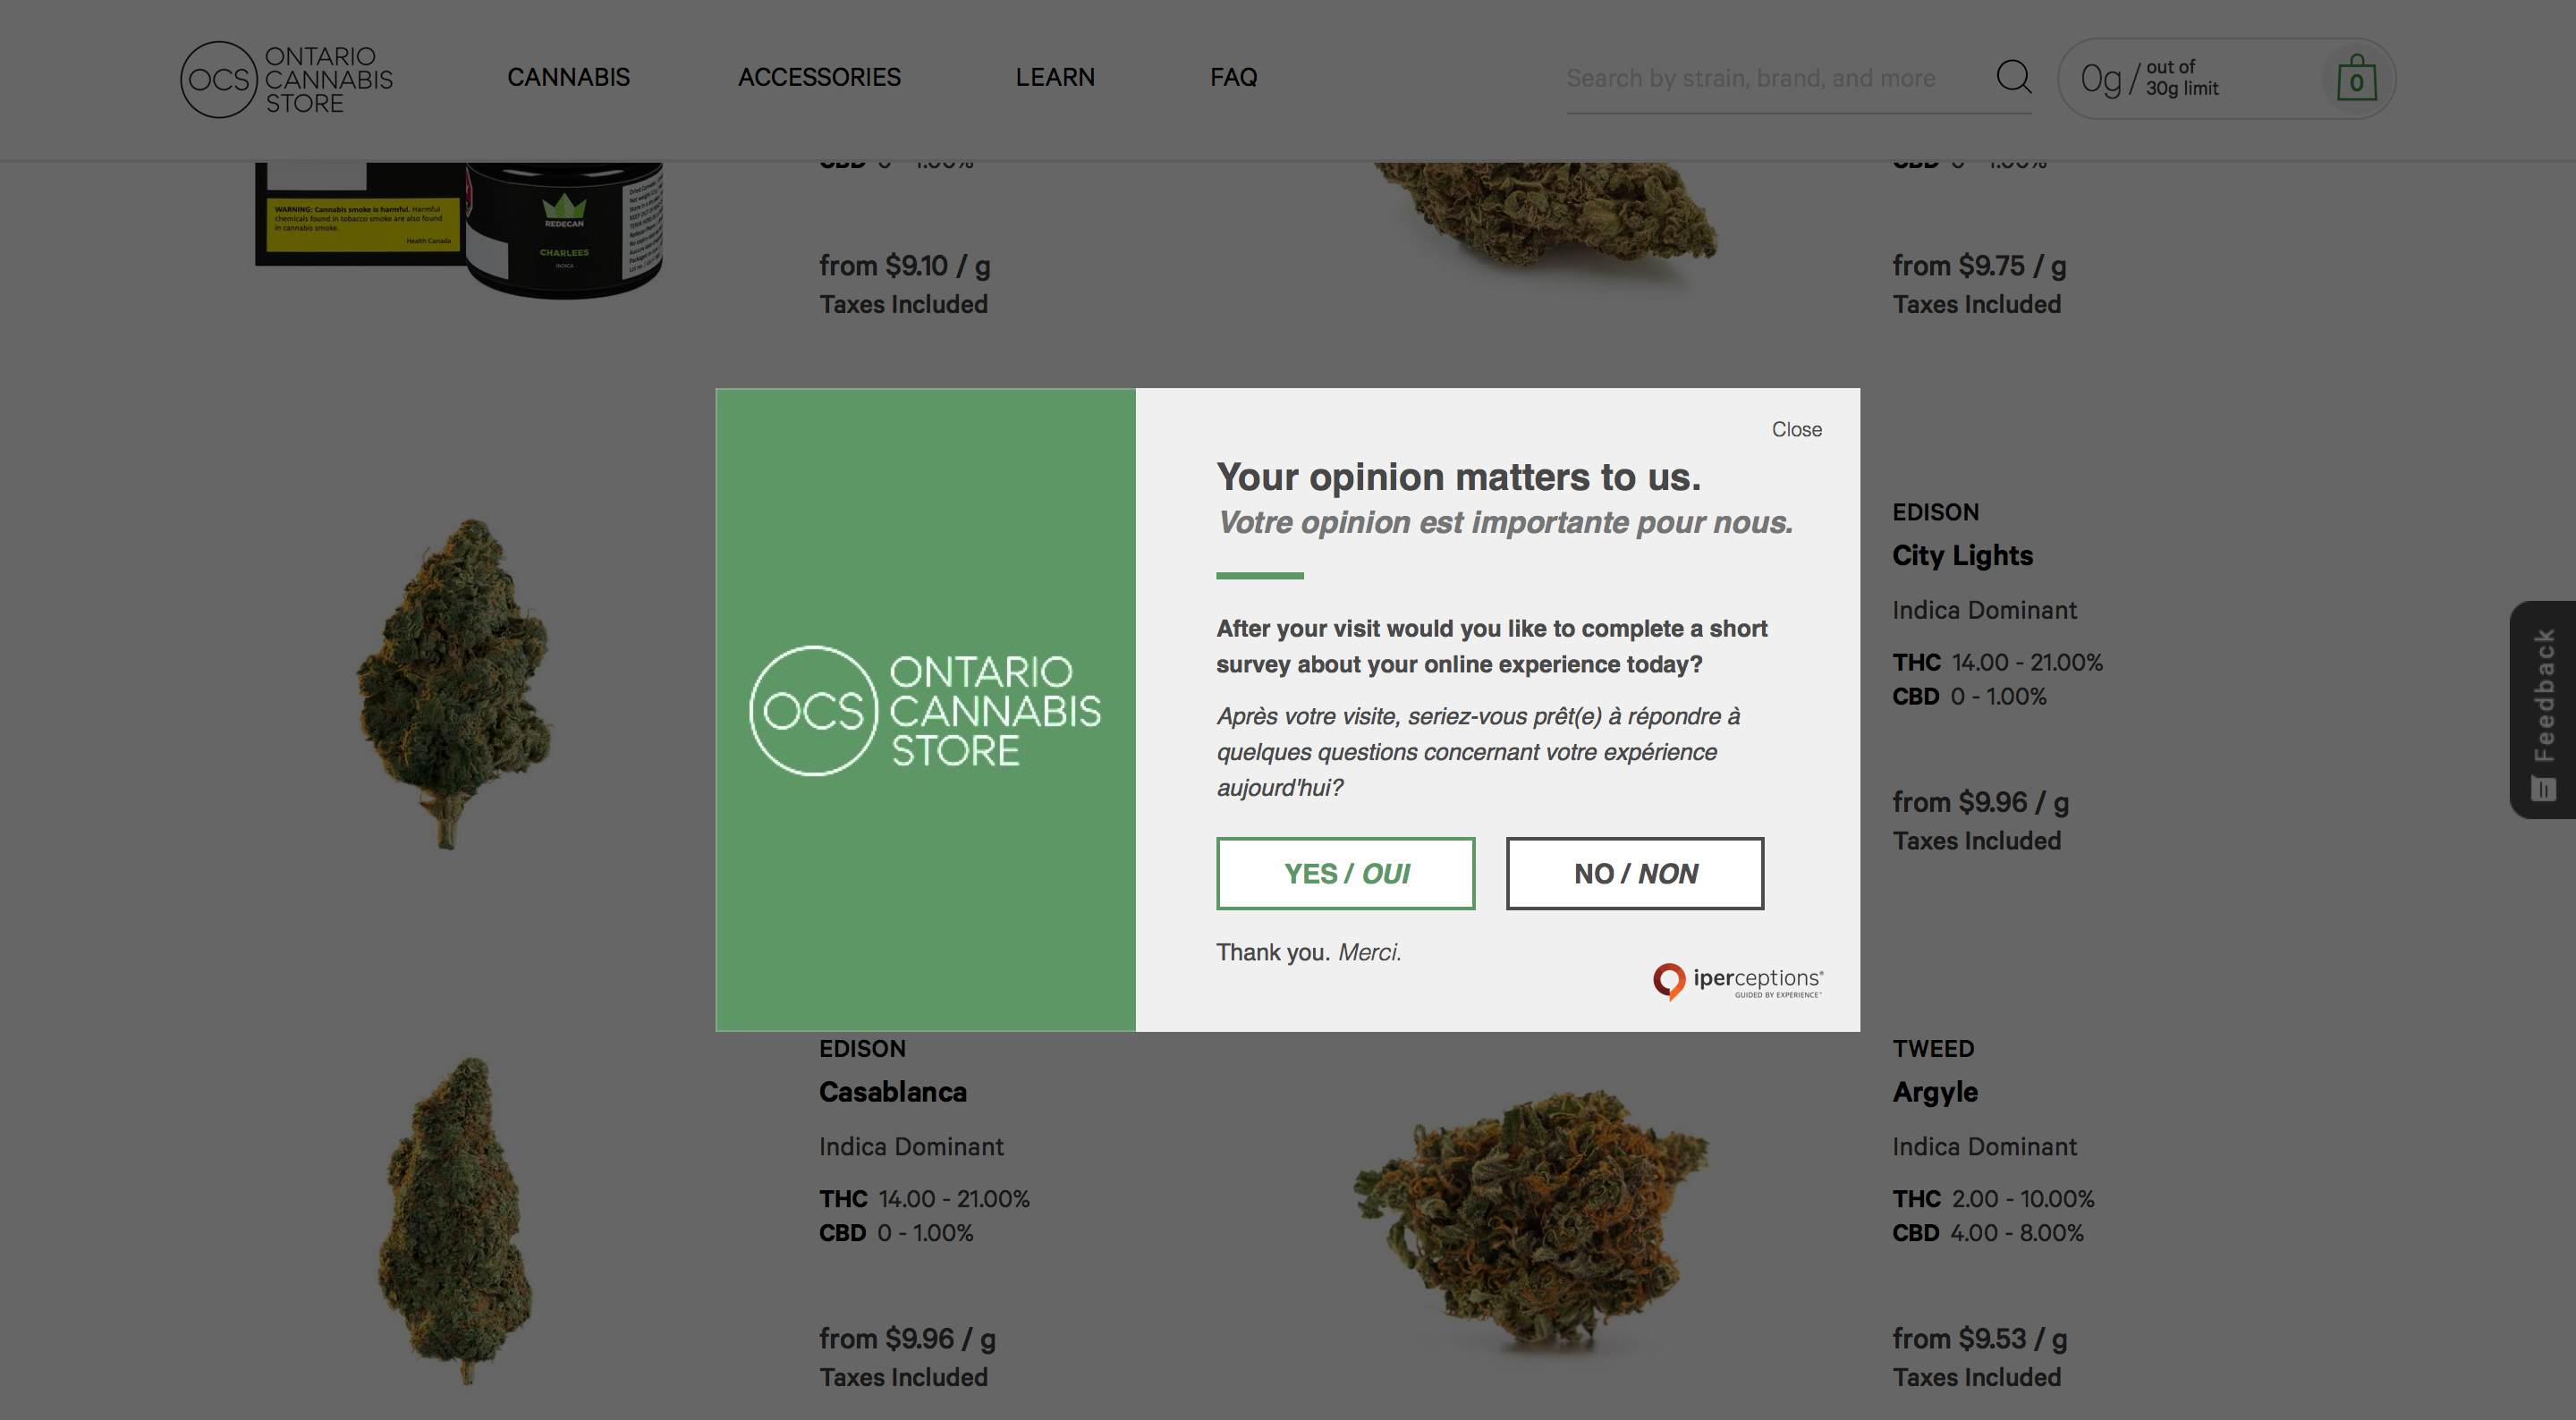 OCS
ONTARIO
CANNABIS
STORE
CANNABIS
ACCESSORIES
LEARN
FAQ
Search by strain, brand, and more
0g / out of
30g limit
0
WARNING: Cannabis smoke is harmful. Harmful
chemicals found in tobacco smoke are also found
in cannabis smoke.
Health Canada
REDECAN
CHARLEES
INDICA
CBD 0 - 1.00%
from $9.10 / g
Taxes Included
CBD 0 - 1.00%
from $9.75 / g
Taxes Included
OCS
ONTARIO
CANNABIS
STORE
Close
Your opinion matters to us.
Votre opinion est importante pour nous.
After your visit would you like to complete a short
survey about your online experience today?
Après votre visite, seriez-vous prêt(e) à répondre à
quelques questions concernant votre expérience
aujourd'hui?
YES / OUI
NO / NON
Thank you. Merci.
iperceptions®
GUIDED BY EXPERIENCE™
EDISON
City Lights
Indica Dominant
THC 14.00 - 21.00%
CBD 0 - 1.00%
from $9.96 / g
Taxes Included
Feedback
EDISON
Casablanca
Indica Dominant
THC 14.00 - 21.00%
CBD 0 - 1.00%
from $9.96 / g
Taxes Included
TWEED
Argyle
Indica Dominant
THC 2.00 - 10.00%
CBD 4.00 - 8.00%
from $9.53 / g
Taxes Included